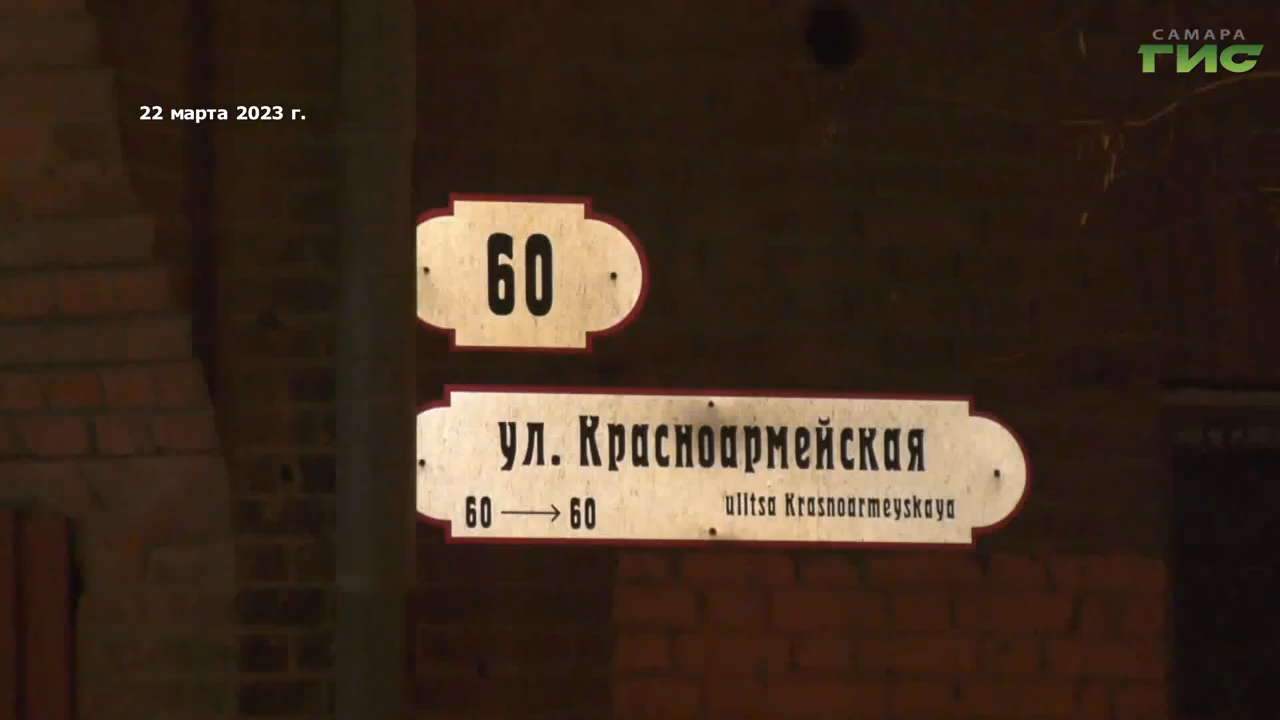 САМАРА
ГИС
22 марта 2023 г.
60
ул. Красноармейская
60 → 60
ulitsa Krasnoarmeyskaya